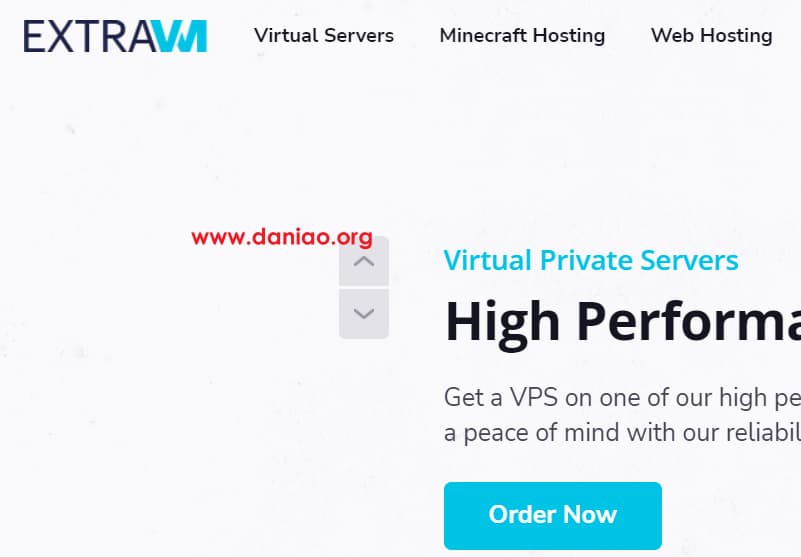 EXTRAVM
Virtual Servers Minecraft Hosting Web Hosting
www.daniao.org
Virtual Private Servers
High Performa
Get a VPS on one of our high pe
a peace of mind with our reliabil
Order Now